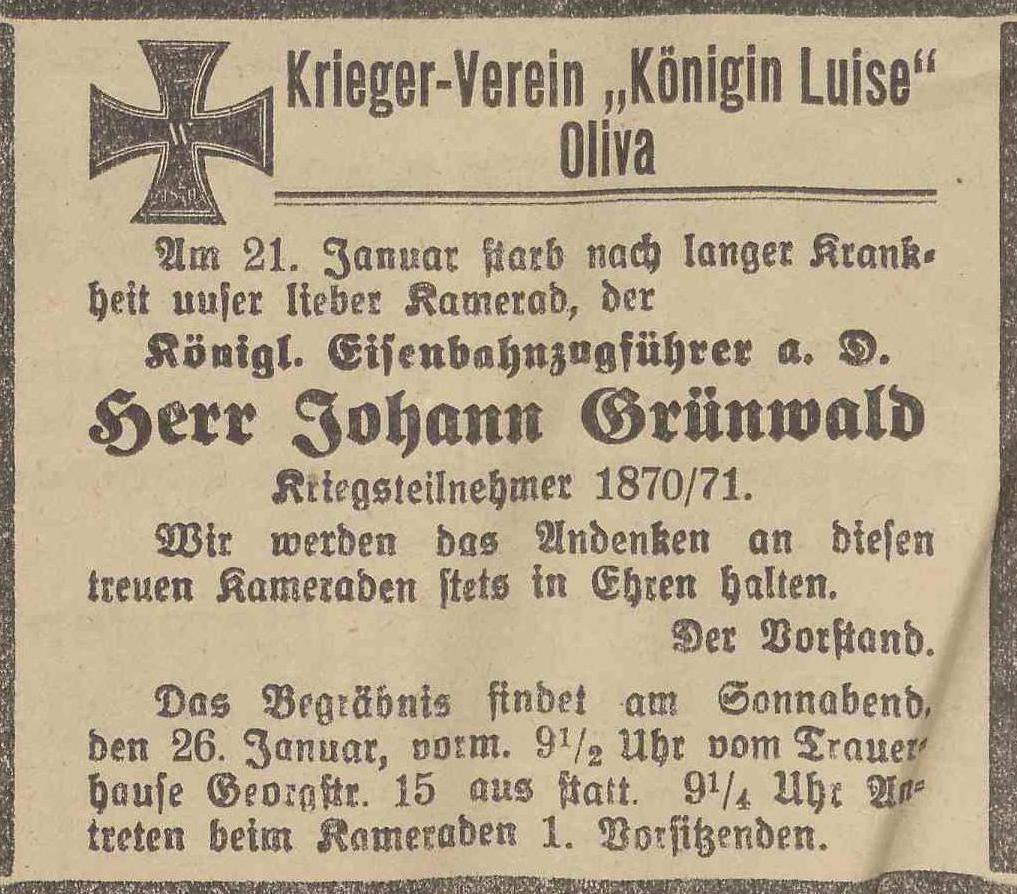 Krieger-Verein „Königin Luise“
Oliva
Am 21. Januar starb nach langer Krank-
heit unser lieber Kamerad, der
Königl. Eisenbahnzugführer a. D.
Herr Johann Grünwald
Kriegsteilnehmer 1870/71.
Wir werden das Andenken an diesen
treuen Kameraden stets in Ehren halten.
Der Vorstand.
Das Begräbnis findet am Sonnabend,
den 26. Januar, vorm. 9¹/₂ Uhr vom Trauer-
hause Georgstr. 15 aus statt. 9¹/₄ Uhr An-
treten beim Kameraden 1. Vorsitzenden.